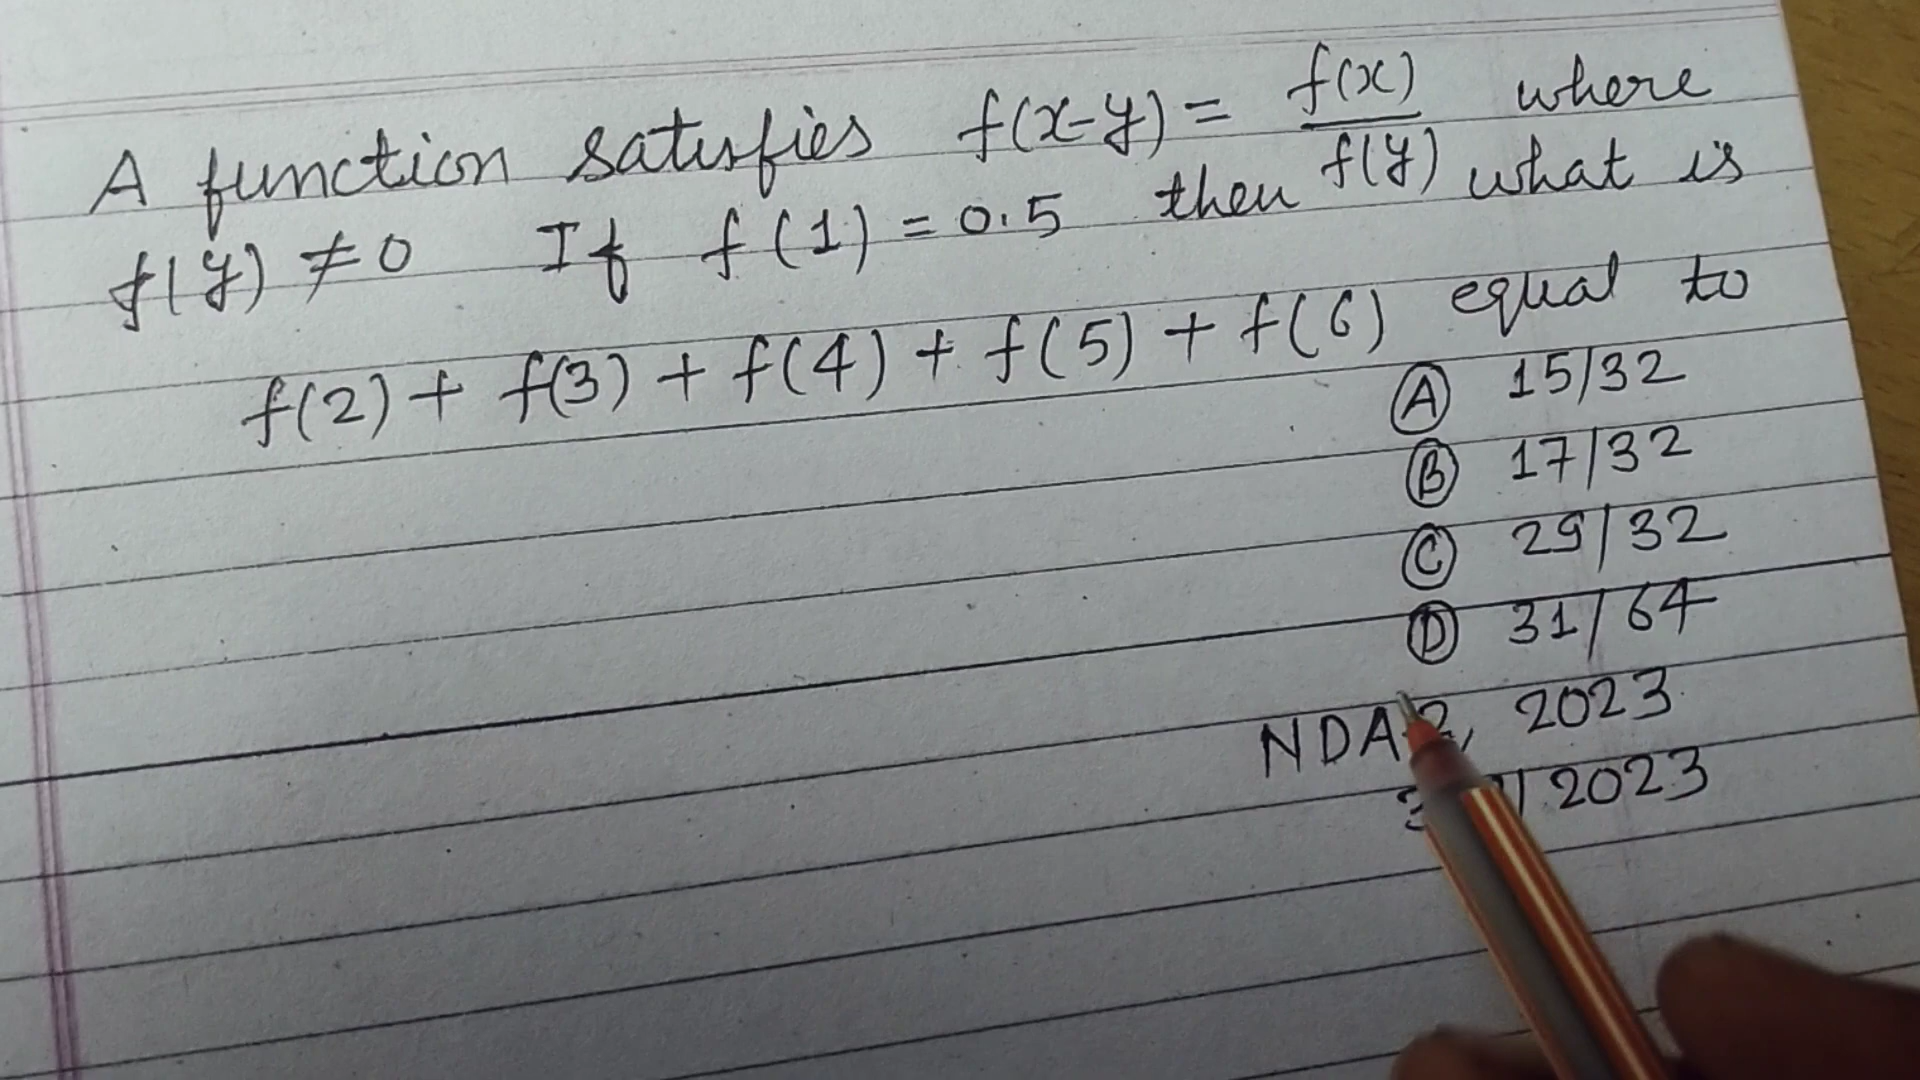 A function satisfies f(x-y) = f(x)/f(y) where
f(y) ≠ 0 If f(1) = 0.5 then what is
f(2) + f(3) + f(4) + f(5) + f(6) equal to
(A) 15/32
(B) 17/32
(C) 29/32
(D) 31/64
NDA 2, 2023
/2023